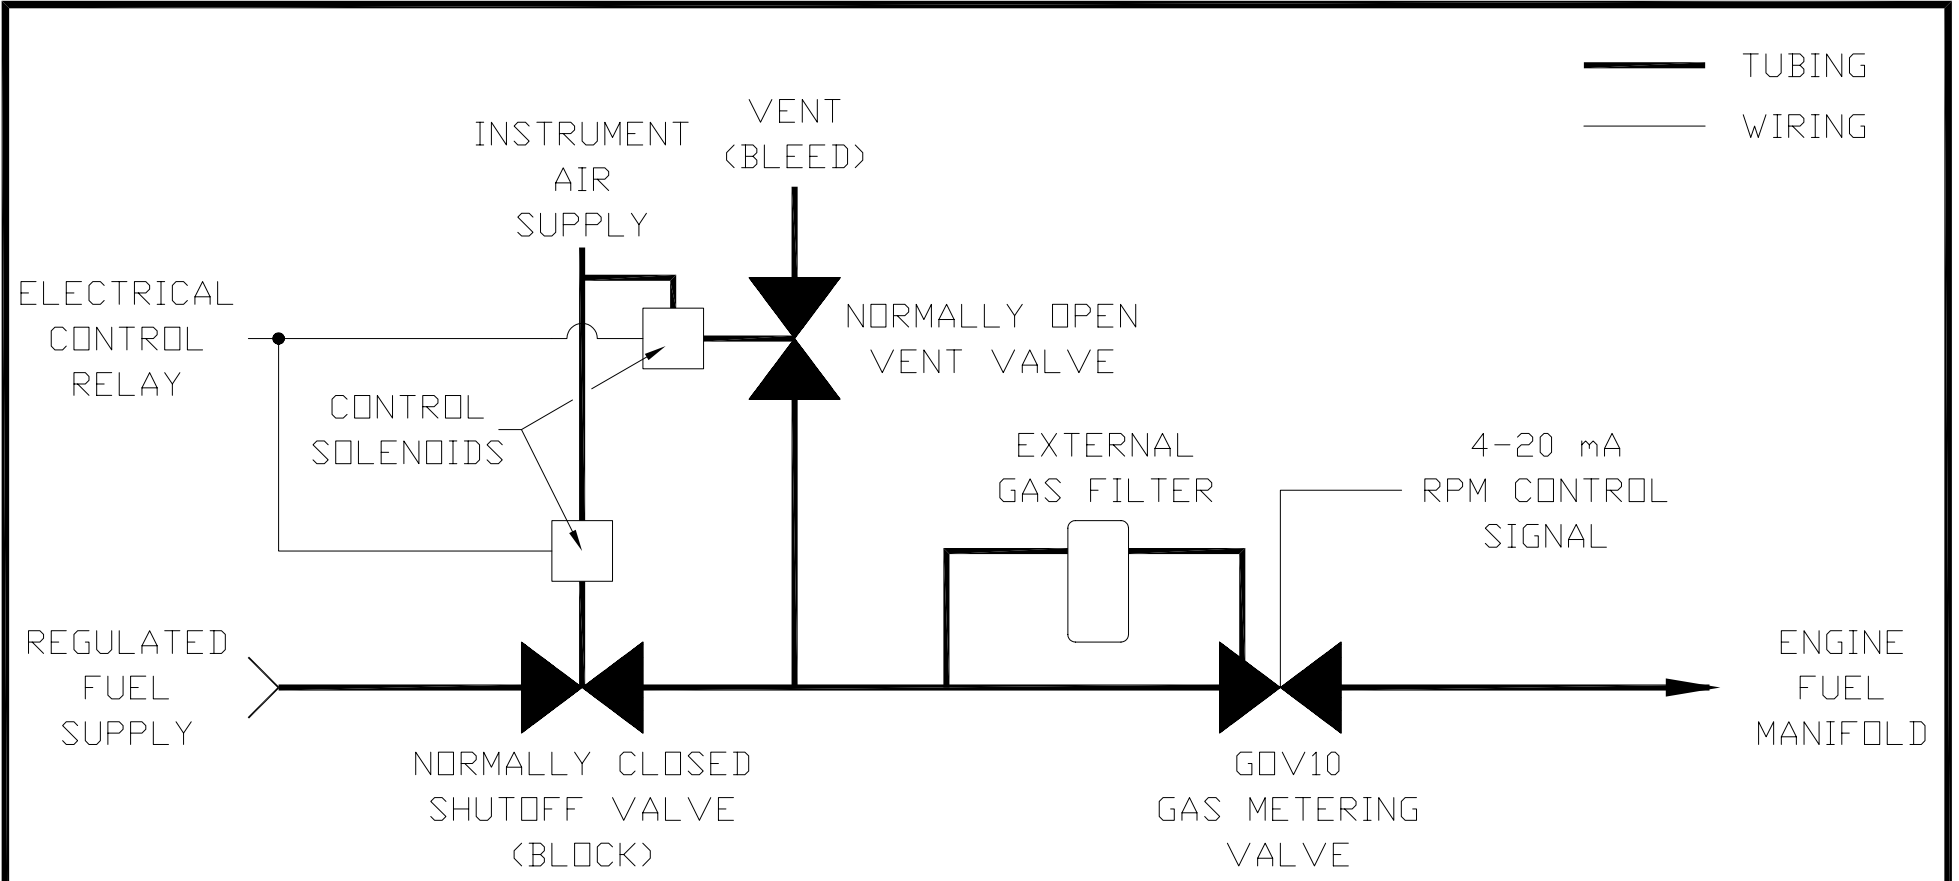 TUBING
WIRING
VENT
(BLEED)
INSTRUMENT
AIR
SUPPLY
ELECTRICAL
CONTROL
RELAY
NORMALLY OPEN
VENT VALVE
CONTROL
SOLENOIDS
EXTERNAL
GAS FILTER
4-20 mA
RPM CONTROL
SIGNAL
REGULATED
FUEL
SUPPLY
ENGINE
FUEL
MANIFOLD
NORMALLY CLOSED
SHUTOFF VALVE
(BLOCK)
GOV10
GAS METERING
VALVE